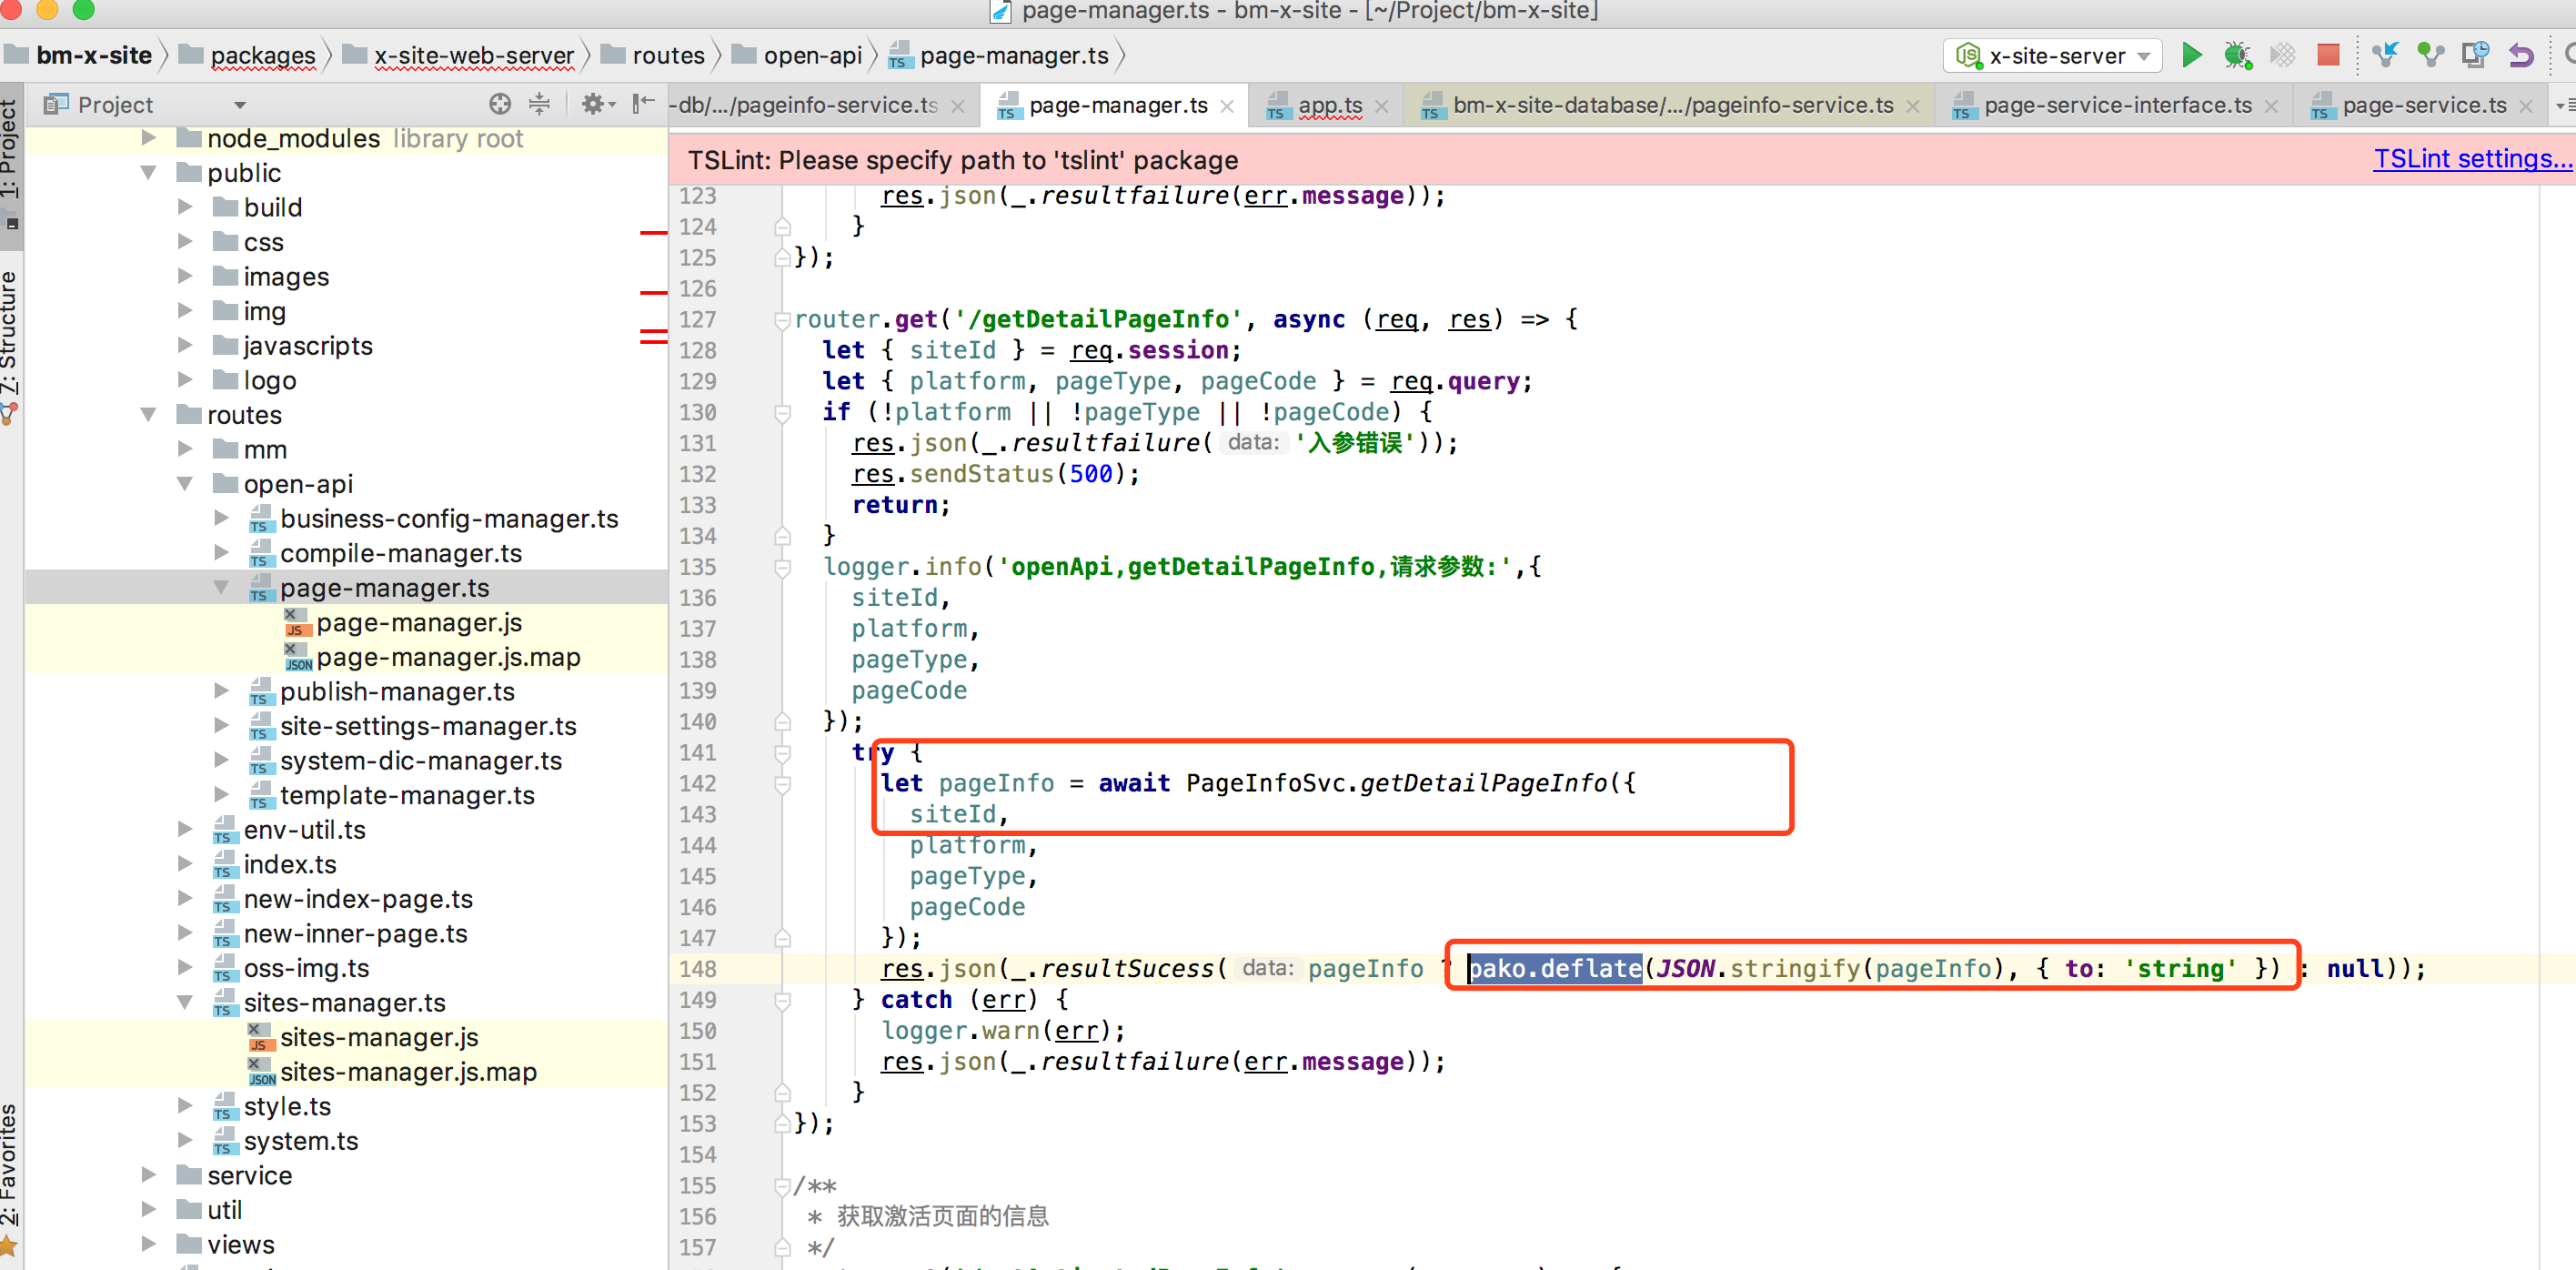 page-manager.ts - bm-x-site - [~/Project/bm-x-site]
bm-x-site packages x-site-web-server routes open-api page-manager.ts x-site-server
1: Project
7: Structure
2: Favorites
Project
-db/.../pageinfo-service.ts page-manager.ts app.ts bm-x-site-database/.../pageinfo-service.ts page-service-interface.ts page-service.ts
TSLint: Please specify path to 'tslint' package TSLint settings...
node_modules library root
public
build
css
images
img
javascripts
logo
routes
mm
open-api
business-config-manager.ts
compile-manager.ts
page-manager.ts
page-manager.js
page-manager.js.map
publish-manager.ts
site-settings-manager.ts
system-dic-manager.ts
template-manager.ts
env-util.ts
index.ts
new-index-page.ts
new-inner-page.ts
oss-img.ts
sites-manager.ts
sites-manager.js
sites-manager.js.map
style.ts
system.ts
service
util
views
123 res.json(_.resultfailure(err.message));
124 }
125 });
126
127 router.get('/getDetailPageInfo', async (req, res) => {
128 let { siteId } = req.session;
129 let { platform, pageType, pageCode } = req.query;
130 if (!platform || !pageType || !pageCode) {
131 res.json(_.resultfailure( data: '入参错误'));
132 res.sendStatus(500);
133 return;
134 }
135 logger.info('openApi,getDetailPageInfo,请求参数:',{
136 siteId,
137 platform,
138 pageType,
139 pageCode
140 });
141 try {
142 let pageInfo = await PageInfoSvc.getDetailPageInfo({
143 siteId,
144 platform,
145 pageType,
146 pageCode
147 });
148 res.json(_.resultSucess( data: pageInfo ? pako.deflate(JSON.stringify(pageInfo), { to: 'string' }) : null));
149 } catch (err) {
150 logger.warn(err);
151 res.json(_.resultfailure(err.message));
152 }
153 });
154
155 /**
156 * 获取激活页面的信息
157 */